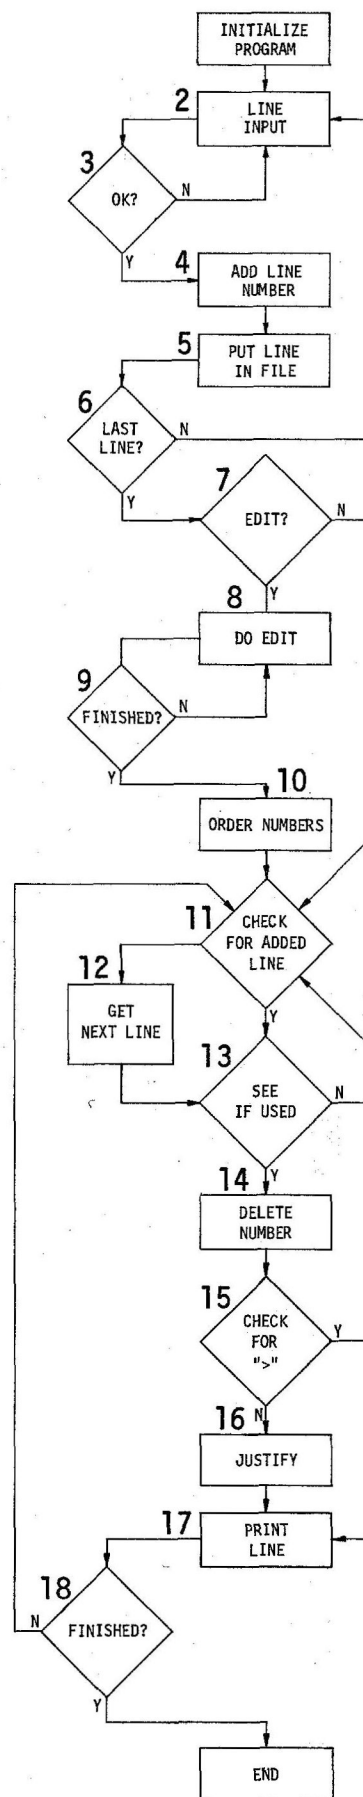 INITIALIZE
PROGRAM
2
LINE
INPUT
3
OK?
N
Y
4
ADD LINE
NUMBER
5
PUT LINE
IN FILE
6
LAST
LINE?
N
Y
7
EDIT?
N
Y
8
DO EDIT
9
FINISHED?
N
Y
10
ORDER NUMBERS
11
CHECK
FOR ADDED
LINE
Y
12
GET
NEXT LINE
13
SEE
IF USED
N
Y
14
DELETE
NUMBER
15
CHECK
FOR
">"
Y
N
16
JUSTIFY
17
PRINT
LINE
18
FINISHED?
N
Y
END